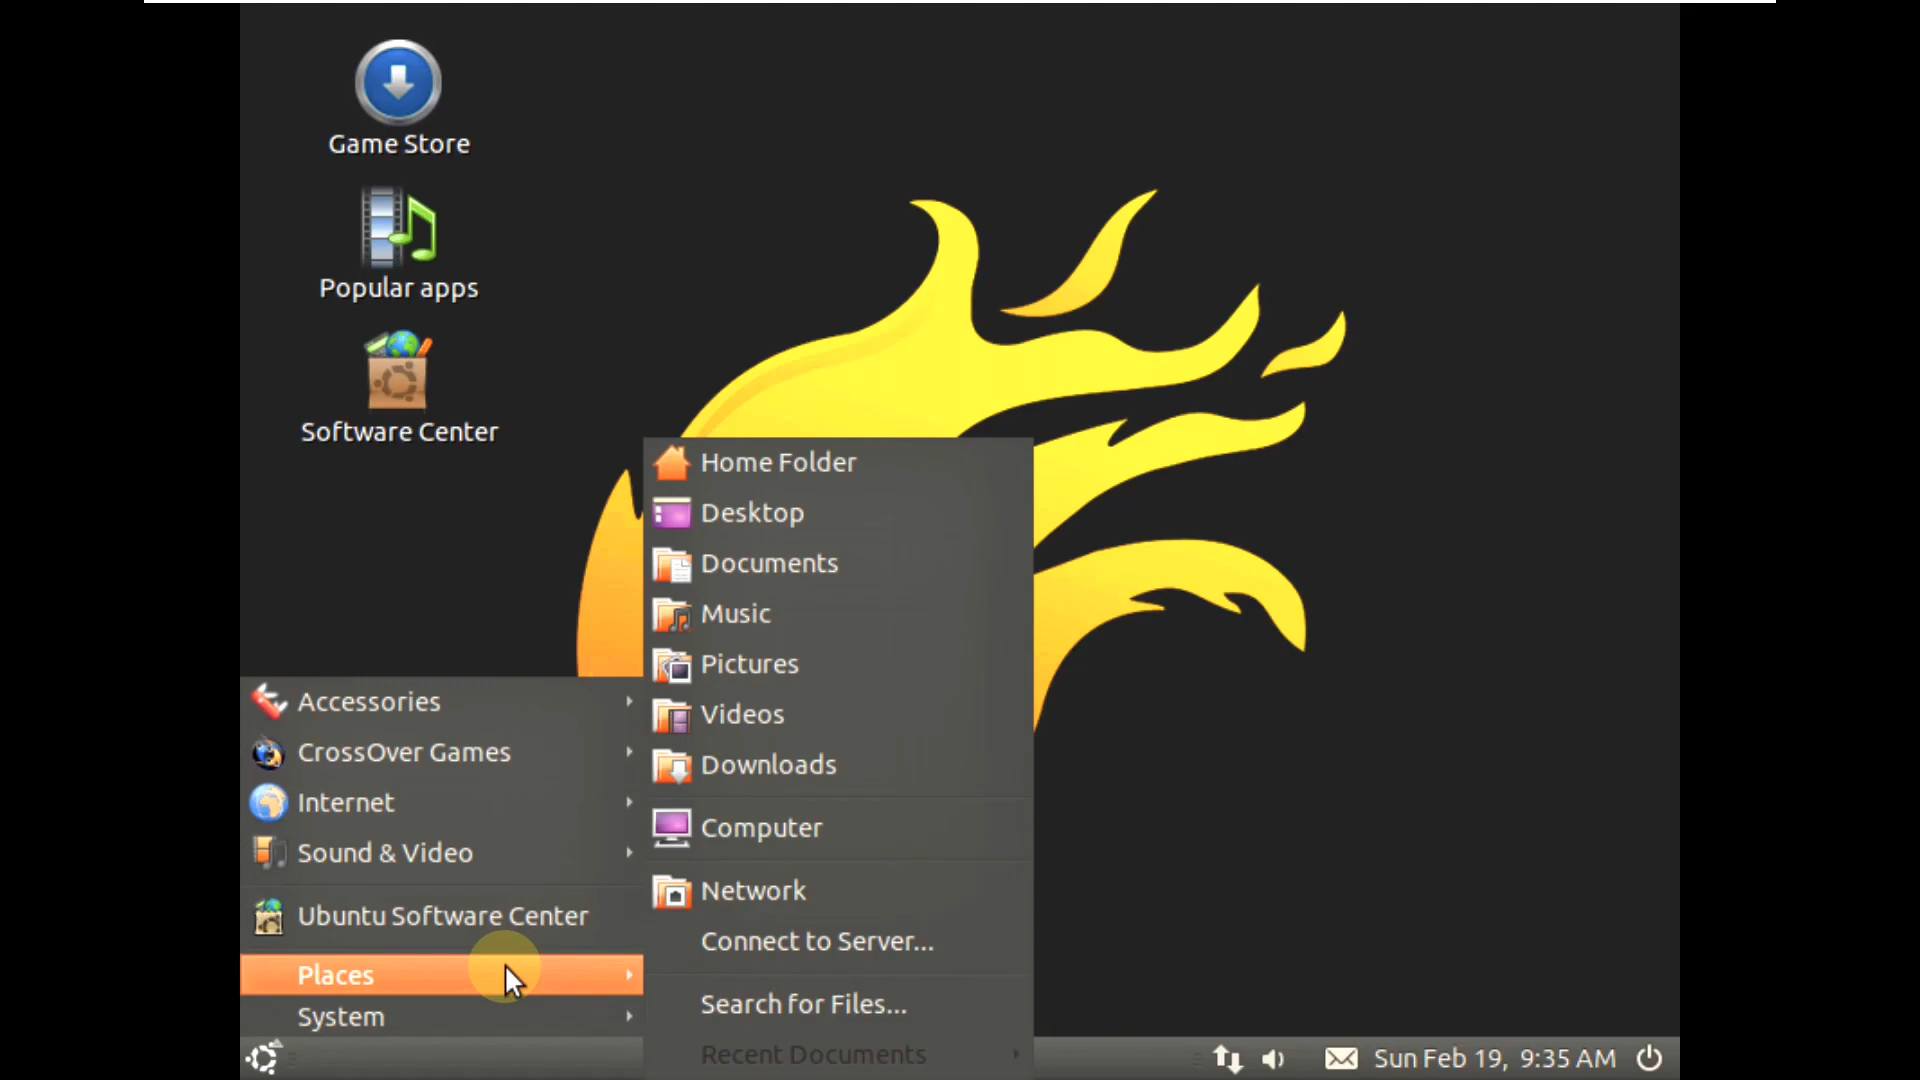 Game Store
Popular apps
Software Center
Home Folder
Desktop
Documents
Music
Pictures
Videos
Downloads
Computer
Network
Connect to Server...
Search for Files...
Recent Documents
Accessories
CrossOver Games
Internet
Sound & Video
Ubuntu Software Center
Places
System
Sun Feb 19, 9:35 AM